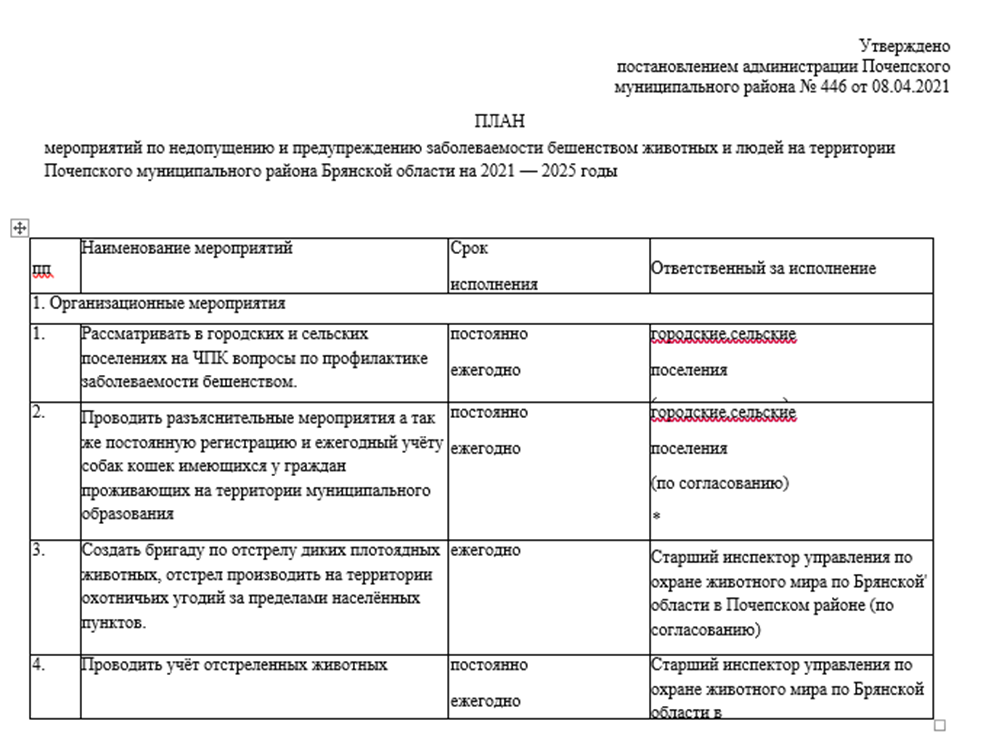 Утверждено
постановлением администрации Почепского
муниципального района № 446 от 08.04.2021
ПЛАН
мероприятий по недопущению и предупреждению заболеваемости бешенством животных и людей на территории
Почепского муниципального района Брянской области на 2021 — 2025 годы
пп
Наименование мероприятий
Срок
исполнения
Ответственный за исполнение
1. Организационные мероприятия
1.
Рассматривать в городских и сельских
поселениях на ЧПК вопросы по профилактике
заболеваемости бешенством.
постоянно
ежегодно
городские,сельские
поселения
2.
Проводить разъяснительные мероприятия а так
же постоянную регистрацию и ежегодный учёту
собак кошек имеющихся у граждан
проживающих на территории муниципального
образования
постоянно
ежегодно
городские,сельские
поселения
(по согласованию)
*
3.
Создать бригаду по отстрелу диких плотоядных
животных, отстрел производить на территории
охотничьих угодий за пределами населённых
пунктов.
ежегодно
Старший инспектор управления по
охране животного мира по Брянской'
области в Почепском районе (по
согласованию)
4.
Проводить учёт отстреленных животных
постоянно
ежегодно
Старший инспектор управления по
охране животного мира по Брянской
области в